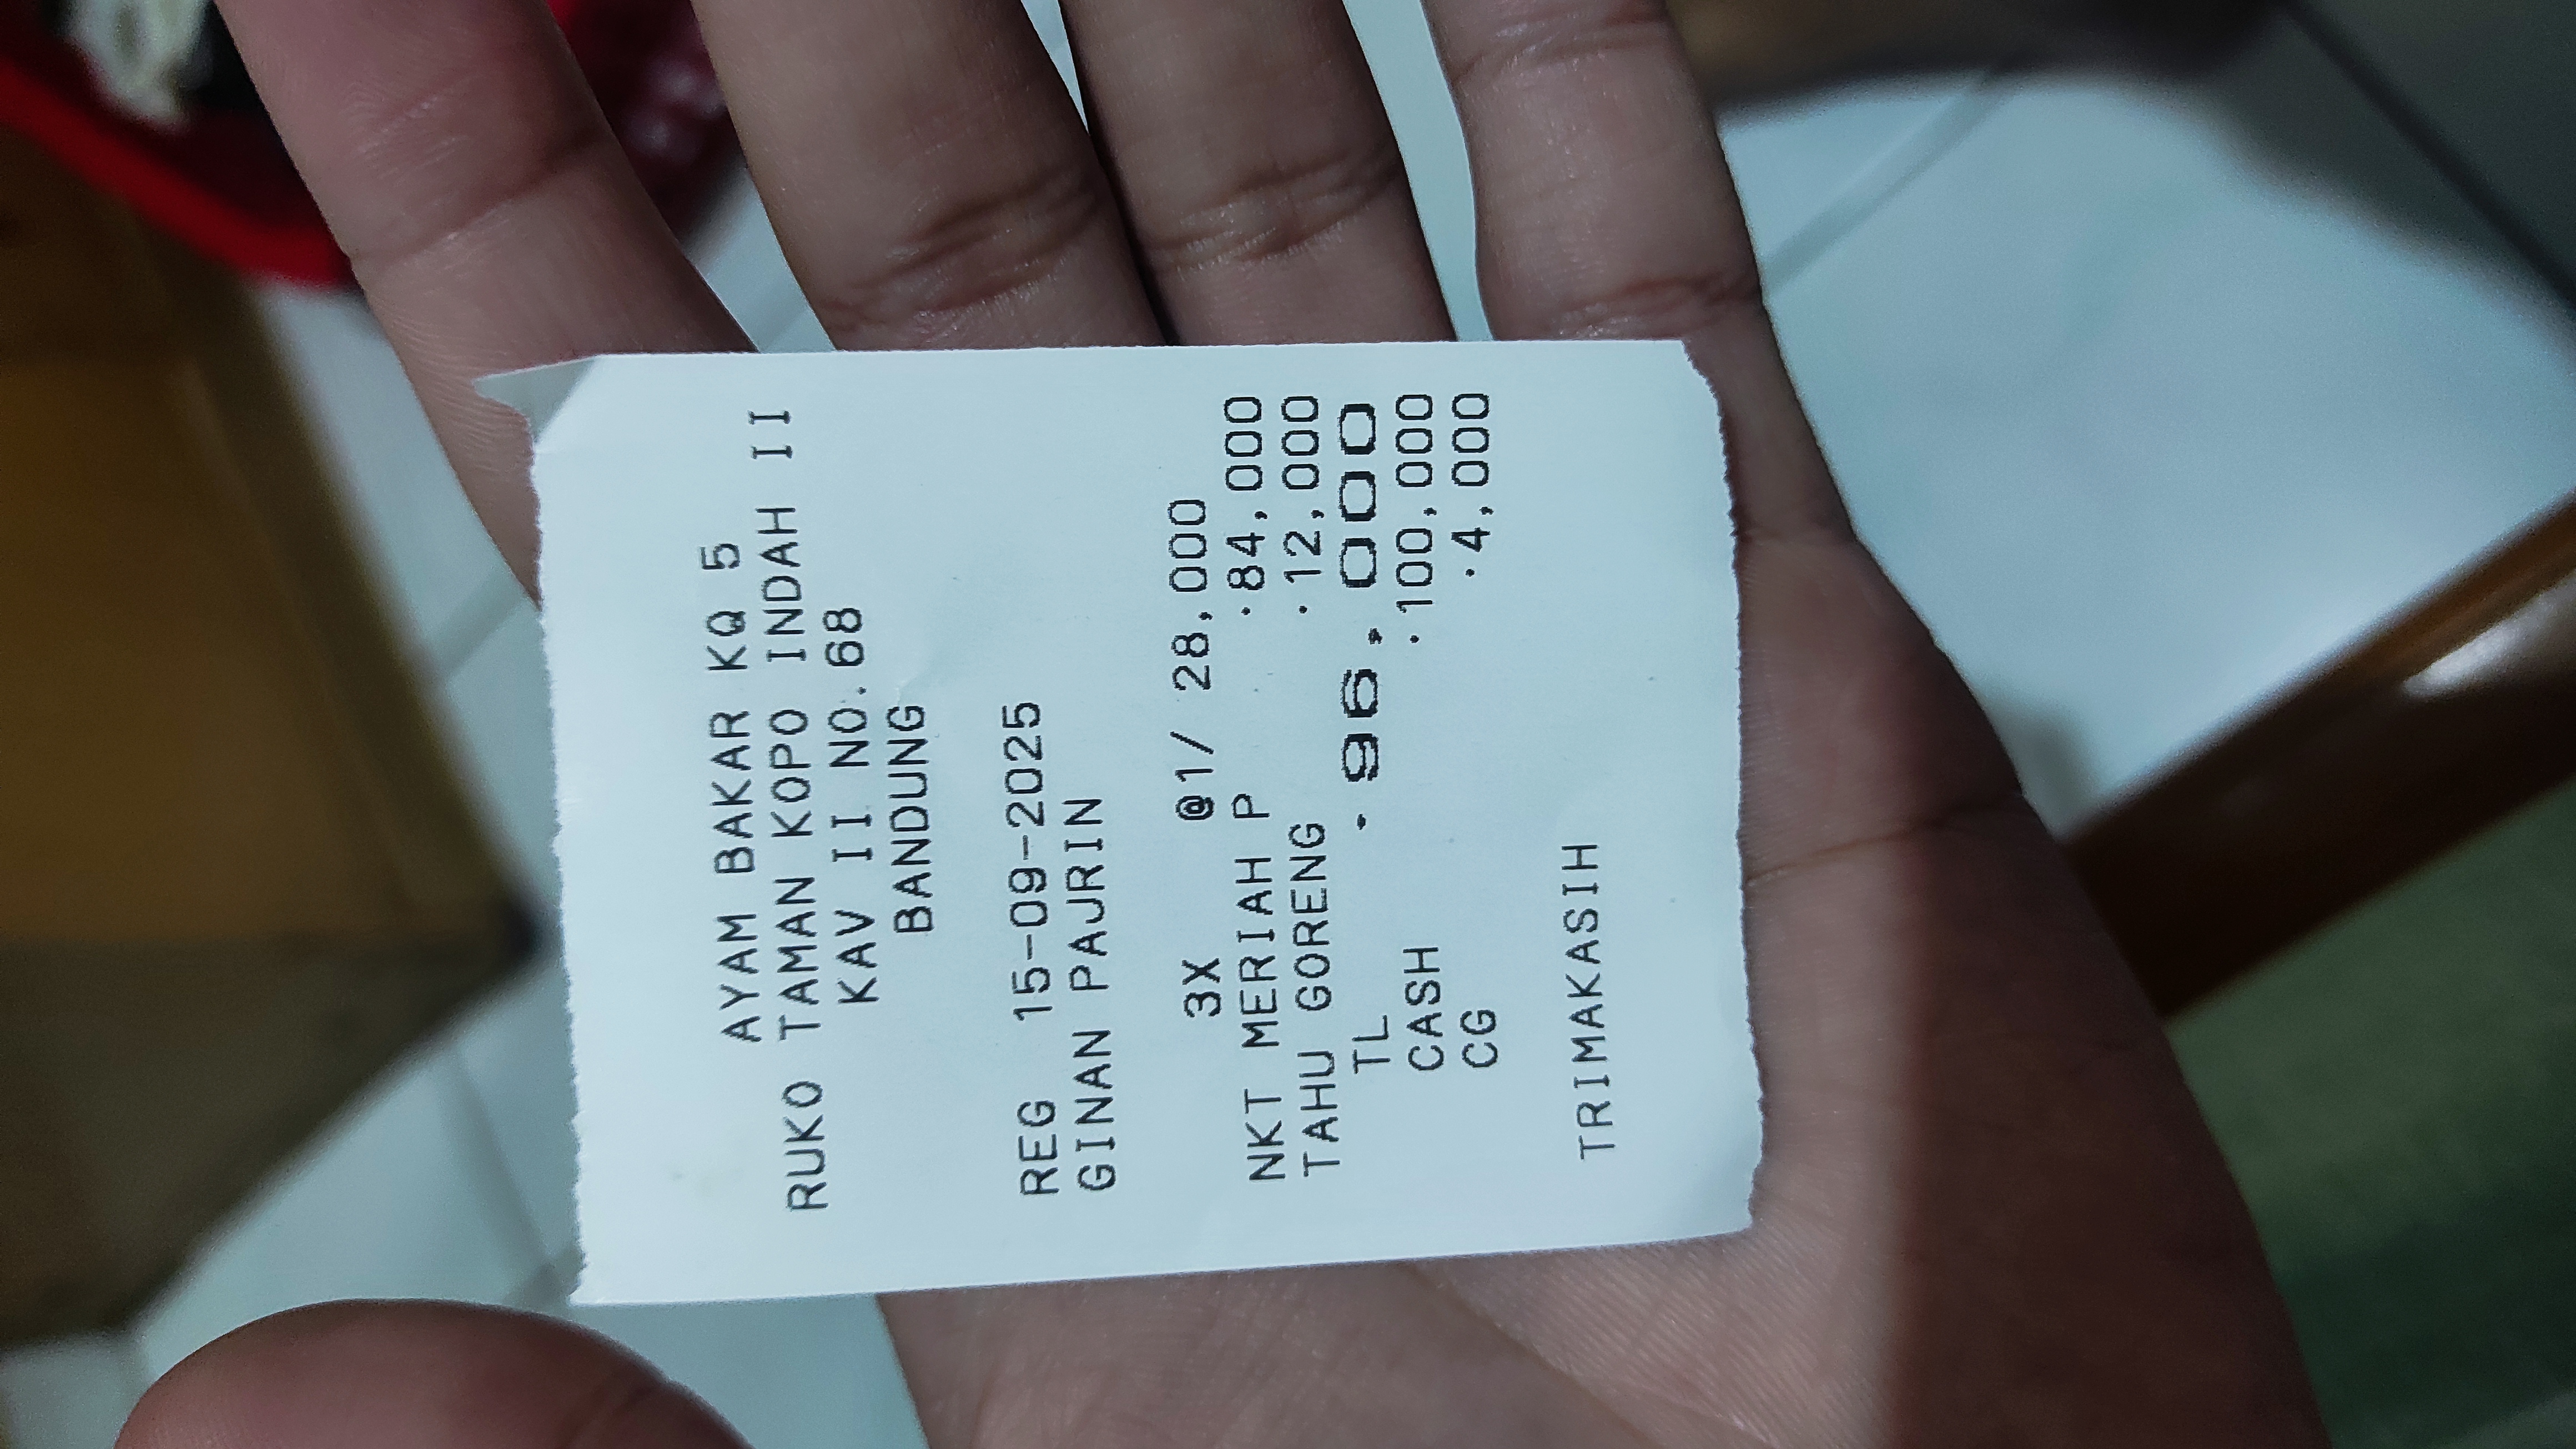 AYAM BAKAR KQ 5
RUKO TAMAN KOPO INDAH II
KAV II NO.68
BANDUNG
REG 15-09-2025
GINAN PAJRIN
3X @1/ 28,000
NKT MERIAH P ·84,000
TAHU GORENG ·12,000
TL ·96,000
CASH ·100,000
CG ·4,000
TRIMAKASIH